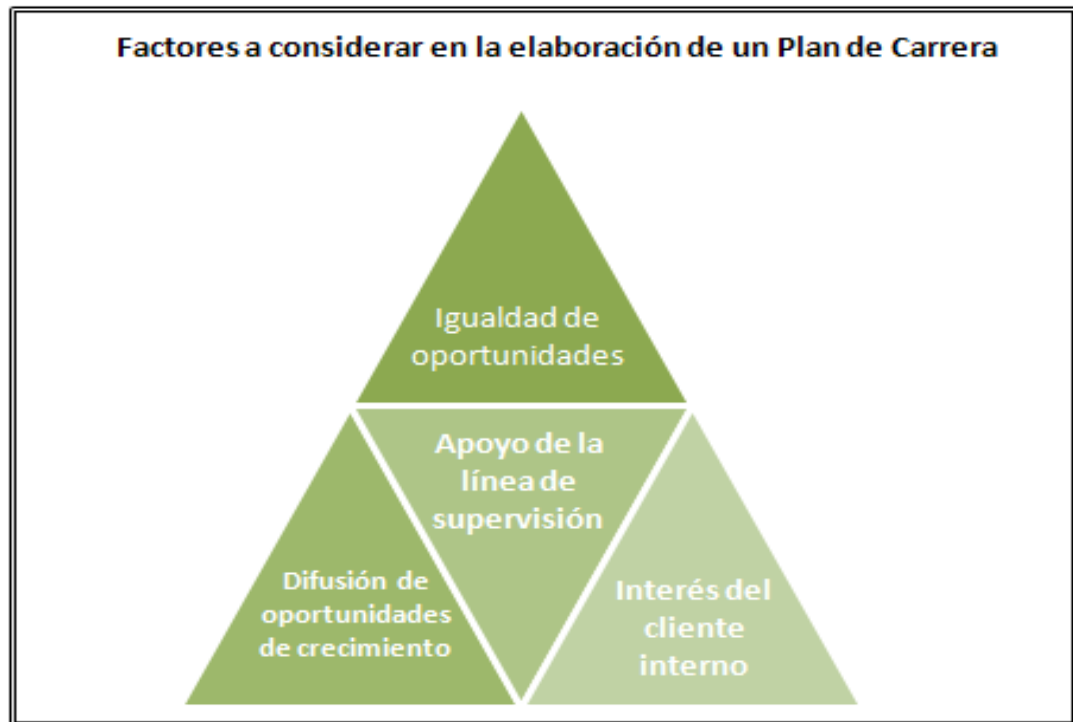 Factores a considerar en la elaboración de un Plan de Carrera
Igualdad de
oportunidades
Apoyo de la
línea de
supervisión
Difusión de
oportunidades
de crecimiento
Interés del
cliente
interno